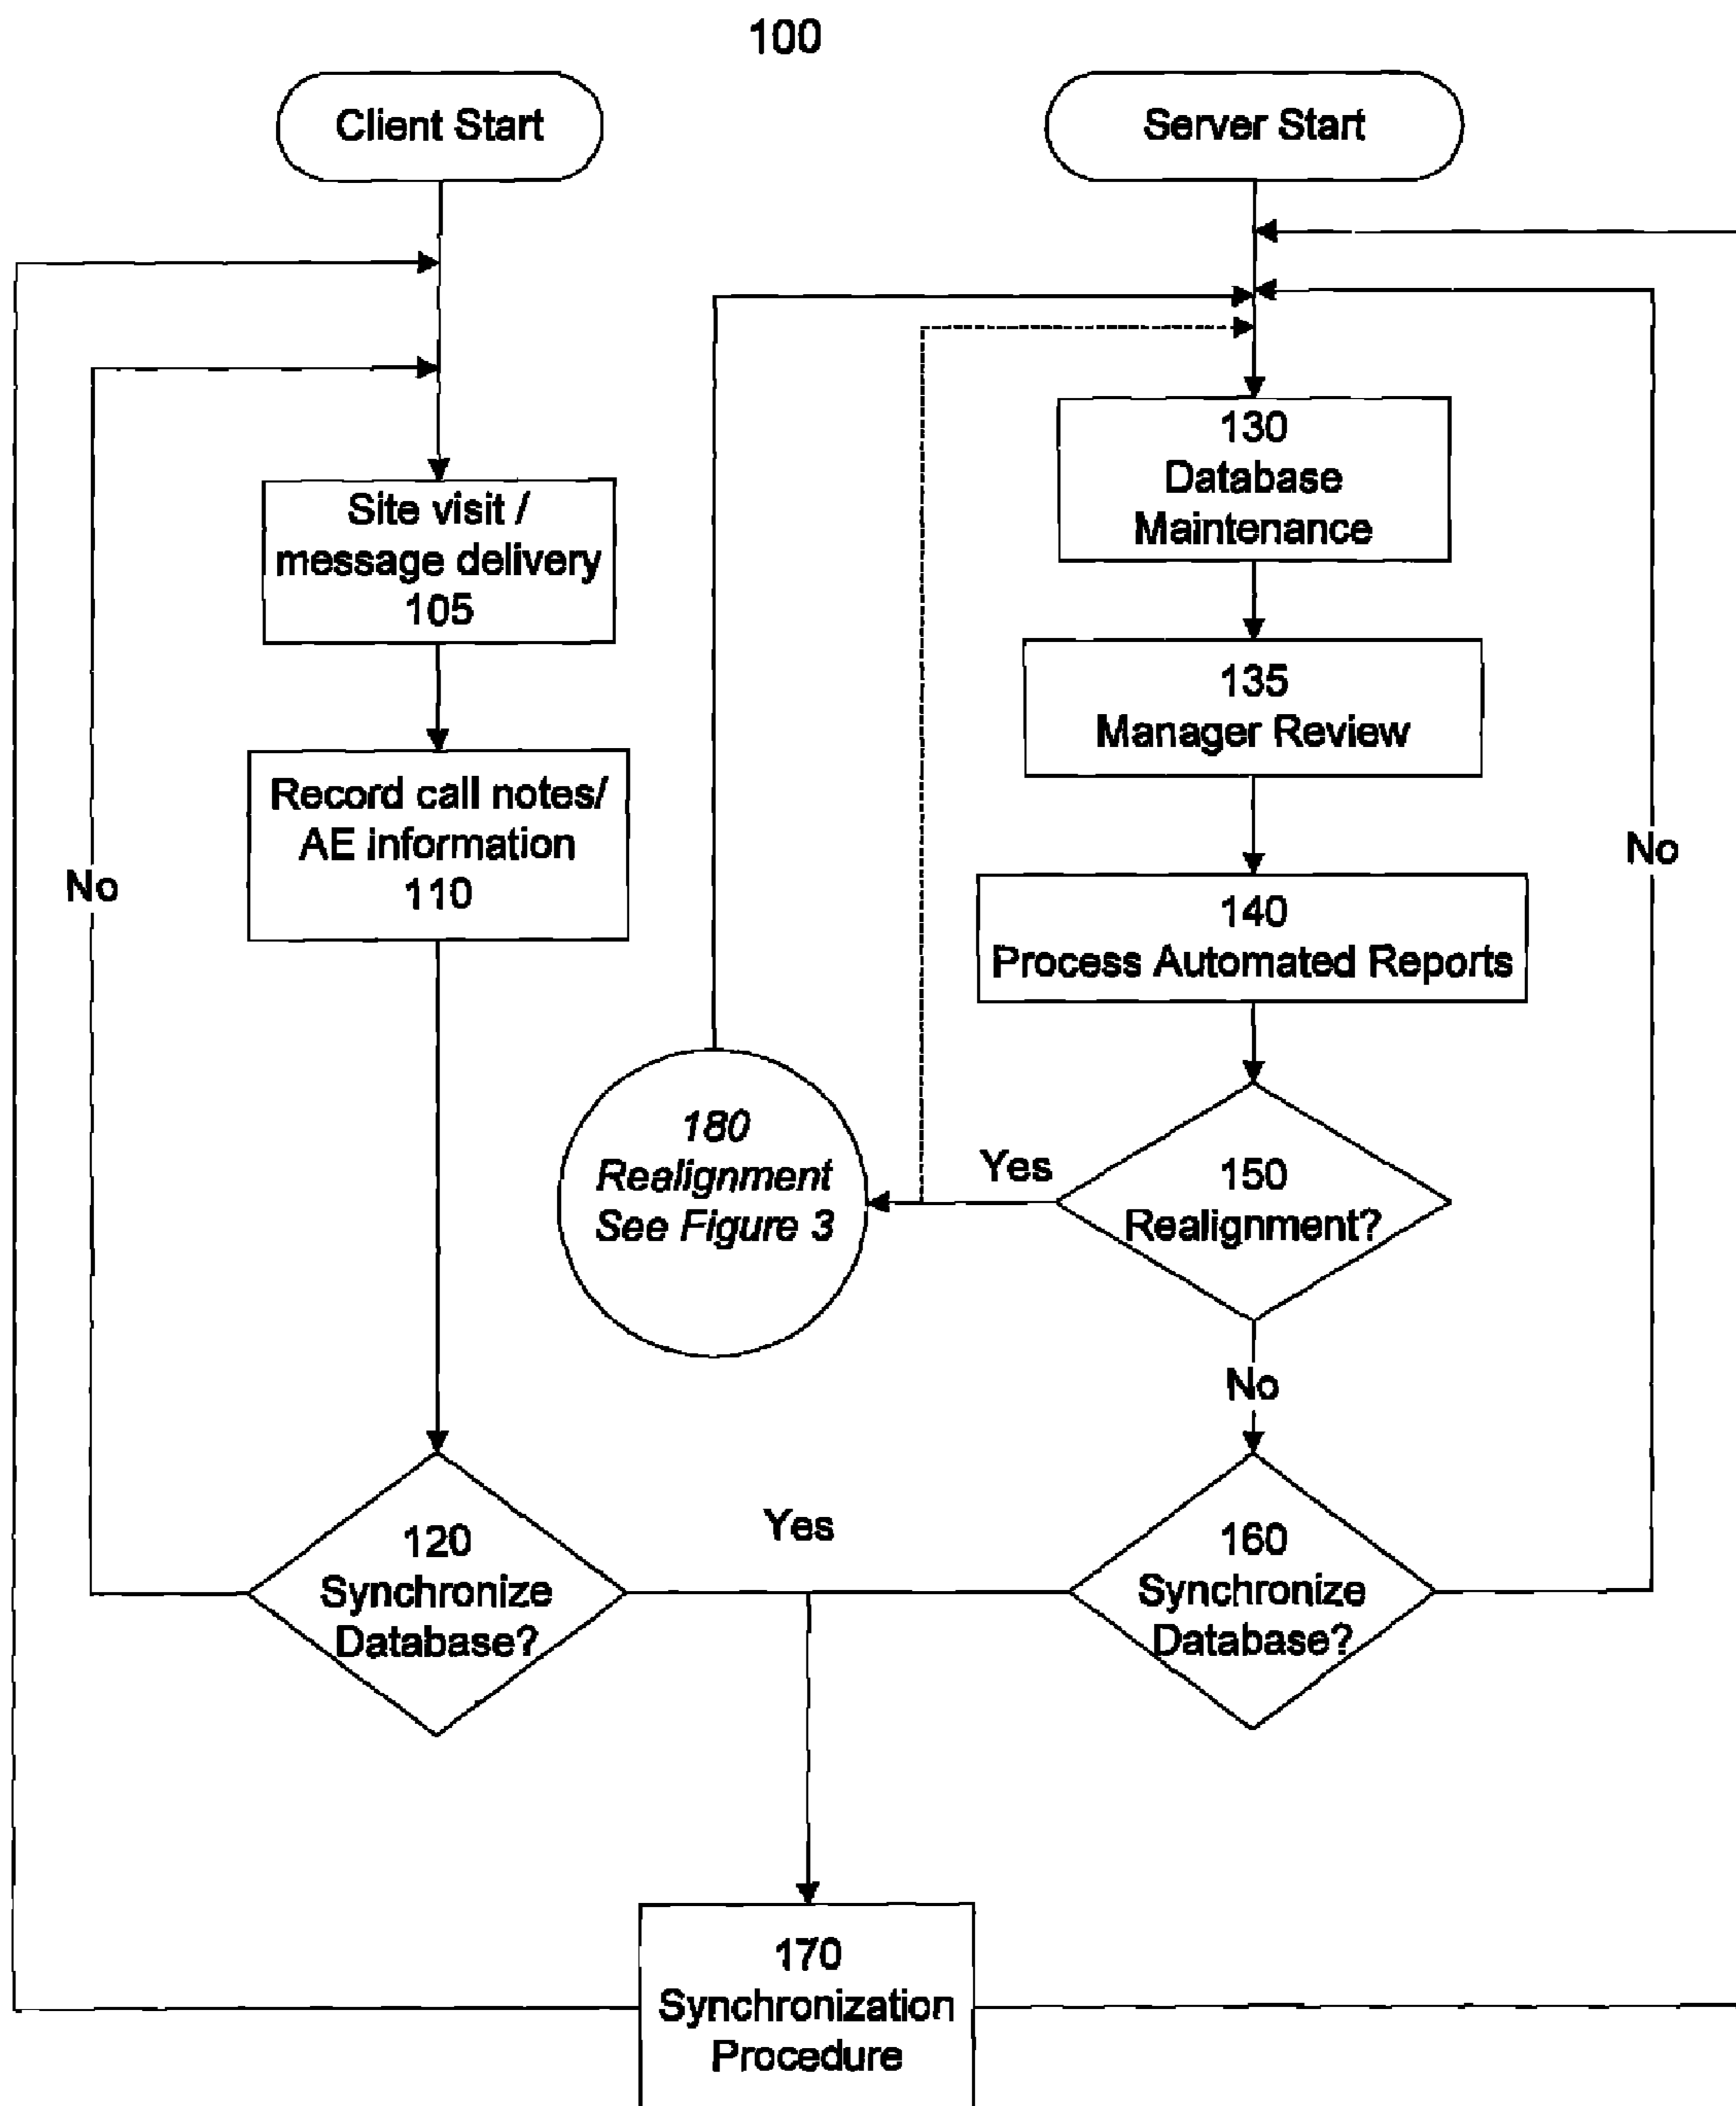 100
Client Start
Server Start
Site visit /
message delivery
105
Record call notes/
AE information
110
No
130
Database
Maintenance
135
Manager Review
140
Process Automated Reports
No
180
Realignment
See Figure 3
Yes
150
Realignment?
No
120
Synchronize
Database?
Yes
160
Synchronize
Database?
170
Synchronization
Procedure